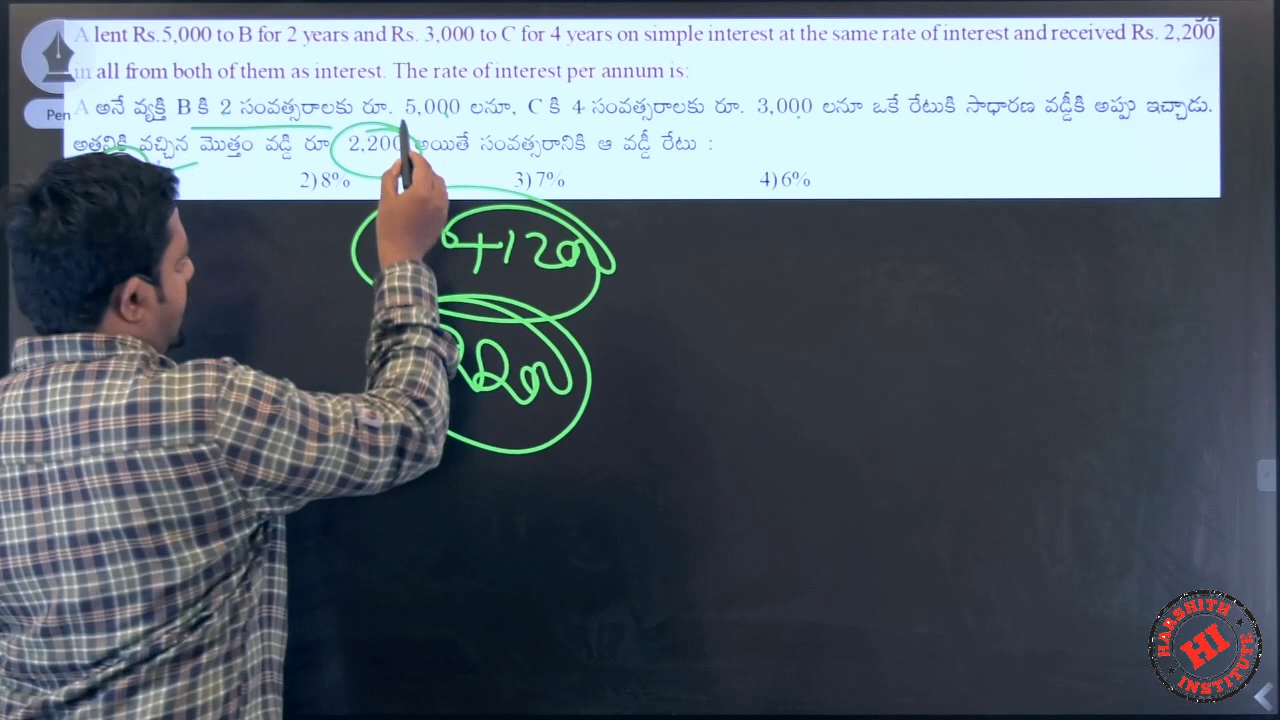 A lent Rs.5,000 to B for 2 years and Rs. 3,000 to C for 4 years on simple interest at the same rate of interest and received Rs. 2,200
in all from both of them as interest. The rate of interest per annum is:
A అనే వ్యక్తి B కి 2 సంవత్సరాలకు రూ. 5,000 లనూ, C కి 4 సంవత్సరాలకు రూ. 3,000 లనూ ఒకే రేటుకి సాధారణ వడ్డీకి అప్పు ఇచ్చాడు.
Pen
అతనికి వచ్చిన మొత్తం వడ్డి రూ 2,200 అయితే సంవత్సరానికి ఆ వడ్డీ రేటు :
2) 8% 3) 7% 4) 6%
+1200
2200
HARSHITH
HI
INSTITUTE